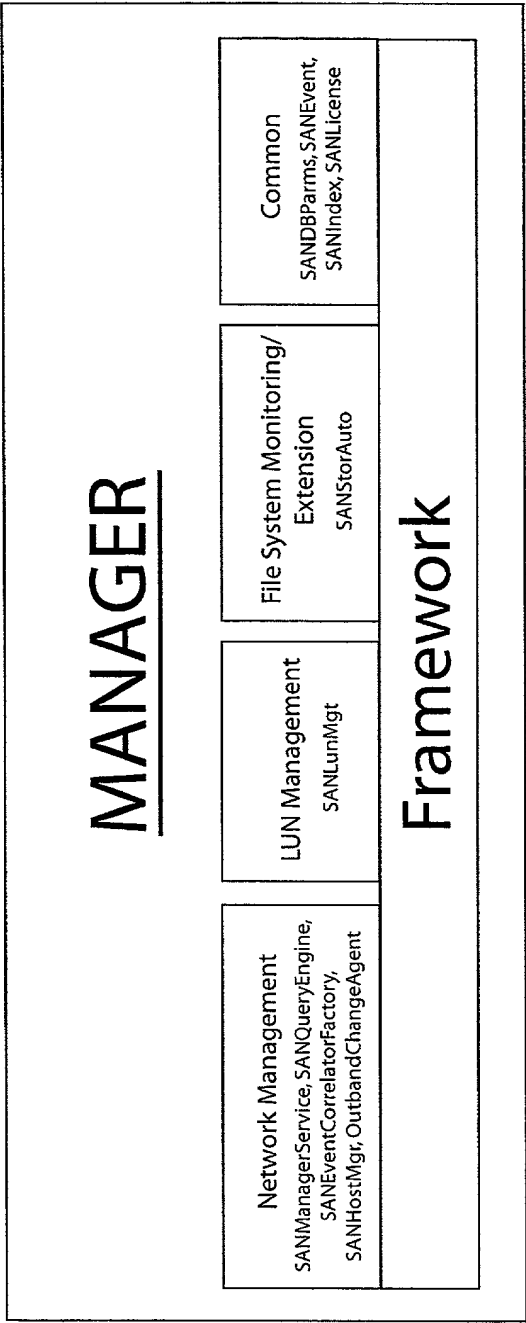 MANAGER
Network Management
SANManagerService, SANQueryEngine,
SANEventCorrelatorFactory,
SANHostMgr, OutbandChangeAgent
LUN Management
SANLunMgt
File System Monitoring/
Extension
SANStorAuto
Common
SANDBParms, SANEvent,
SANIndex, SANLicense
Framework